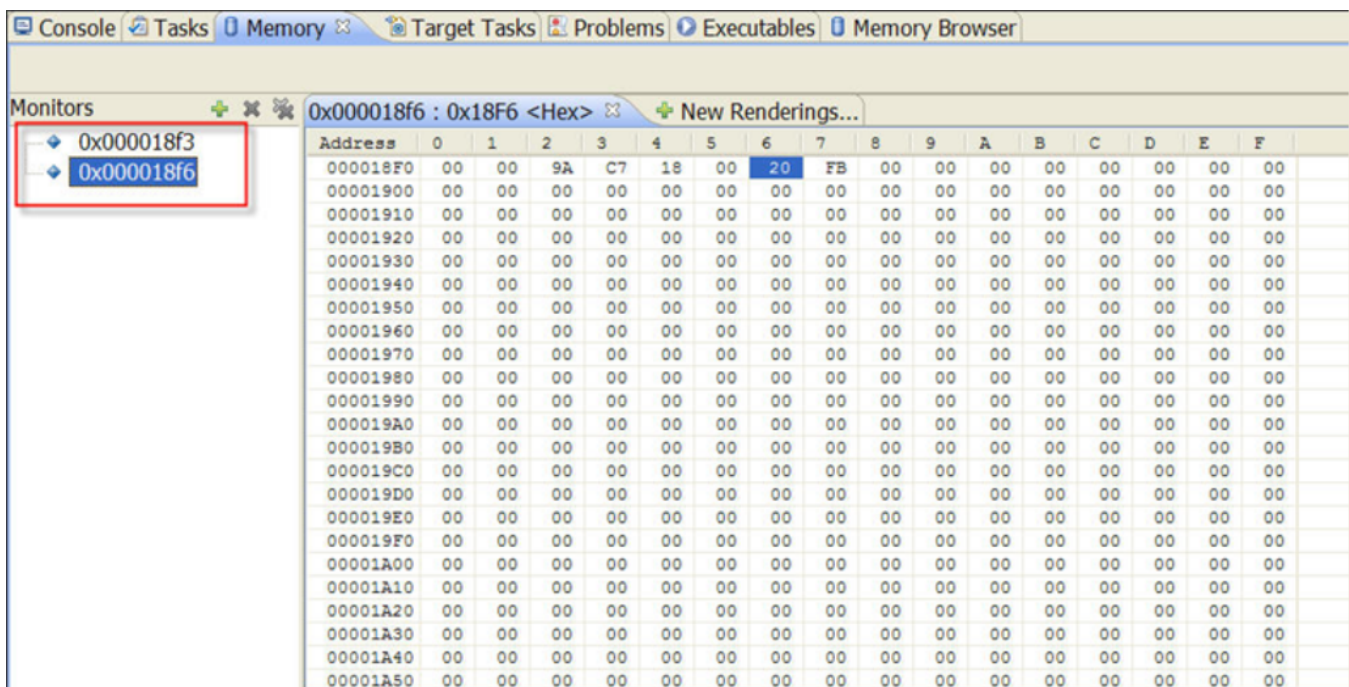 Console Tasks Memory Target Tasks Problems Executables Memory Browser
Monitors
0x000018f3
0x000018f6
0x000018f6 : 0x18F6 <Hex> New Renderings...
Address 0 1 2 3 4 5 6 7 8 9 A B C D E F
000018F0 00 00 9A C7 18 00 20 FB 00 00 00 00 00 00 00 00
00001900 00 00 00 00 00 00 00 00 00 00 00 00 00 00 00 00
00001910 00 00 00 00 00 00 00 00 00 00 00 00 00 00 00 00
00001920 00 00 00 00 00 00 00 00 00 00 00 00 00 00 00 00
00001930 00 00 00 00 00 00 00 00 00 00 00 00 00 00 00 00
00001940 00 00 00 00 00 00 00 00 00 00 00 00 00 00 00 00
00001950 00 00 00 00 00 00 00 00 00 00 00 00 00 00 00 00
00001960 00 00 00 00 00 00 00 00 00 00 00 00 00 00 00 00
00001970 00 00 00 00 00 00 00 00 00 00 00 00 00 00 00 00
00001980 00 00 00 00 00 00 00 00 00 00 00 00 00 00 00 00
00001990 00 00 00 00 00 00 00 00 00 00 00 00 00 00 00 00
000019A0 00 00 00 00 00 00 00 00 00 00 00 00 00 00 00 00
000019B0 00 00 00 00 00 00 00 00 00 00 00 00 00 00 00 00
000019C0 00 00 00 00 00 00 00 00 00 00 00 00 00 00 00 00
000019D0 00 00 00 00 00 00 00 00 00 00 00 00 00 00 00 00
000019E0 00 00 00 00 00 00 00 00 00 00 00 00 00 00 00 00
000019F0 00 00 00 00 00 00 00 00 00 00 00 00 00 00 00 00
00001A00 00 00 00 00 00 00 00 00 00 00 00 00 00 00 00 00
00001A10 00 00 00 00 00 00 00 00 00 00 00 00 00 00 00 00
00001A20 00 00 00 00 00 00 00 00 00 00 00 00 00 00 00 00
00001A30 00 00 00 00 00 00 00 00 00 00 00 00 00 00 00 00
00001A40 00 00 00 00 00 00 00 00 00 00 00 00 00 00 00 00
00001A50 00 00 00 00 00 00 00 00 00 00 00 00 00 00 00 00